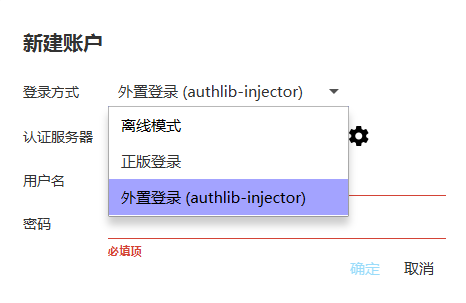 新建账户
登录方式
外置登录 (authlib-injector)
离线模式
认证服务器
正版登录
用户名
外置登录 (authlib-injector)
密码
必填项
确定
取消